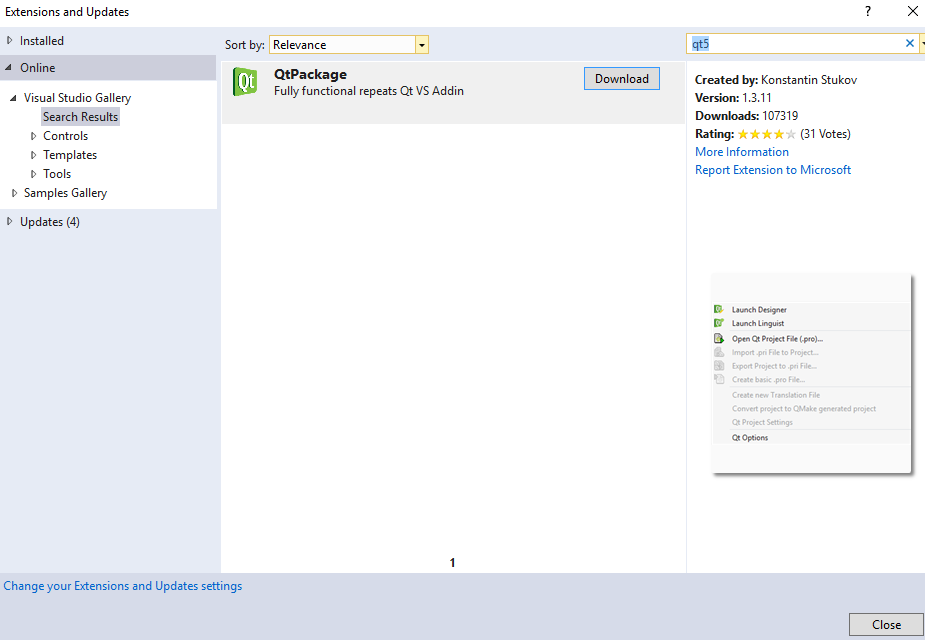 Extensions and Updates
?
Installed
Online
Visual Studio Gallery
Search Results
Controls
Templates
Tools
Samples Gallery
Updates (4)
Sort by: Relevance
Qt
QtPackage
Fully functional repeats Qt VS Addin
Download
1
qt5
Created by: Konstantin Stukov
Version: 1.3.11
Downloads: 107319
Rating: (31 Votes)
More Information
Report Extension to Microsoft
Launch Designer
Launch Linguist
Open Qt Project File (.pro)...
Import .pri File to Project...
Export Project to .pri File...
Create basic .pro File...
Create new Translation File
Convert project to QMake generated project
Qt Project Settings
Qt Options
Change your Extensions and Updates settings
Close